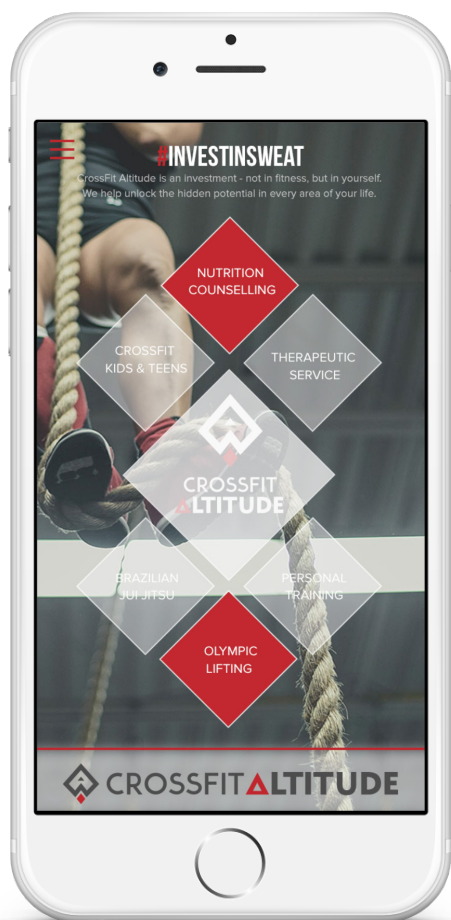 #INVESTINSWEAT
CrossFit Altitude is an investment - not in fitness, but in yourself.
We help unlock the hidden potential in every area of your life.
NUTRITION
COUNSELLING
CROSSFIT
KIDS & TEENS
THERAPEUTIC
SERVICE
CROSSFIT
ALTITUDE
BRAZILIAN
JUI JITSU
PERSONAL
TRAINING
OLYMPIC
LIFTING
CROSSFIT ALTITUDE